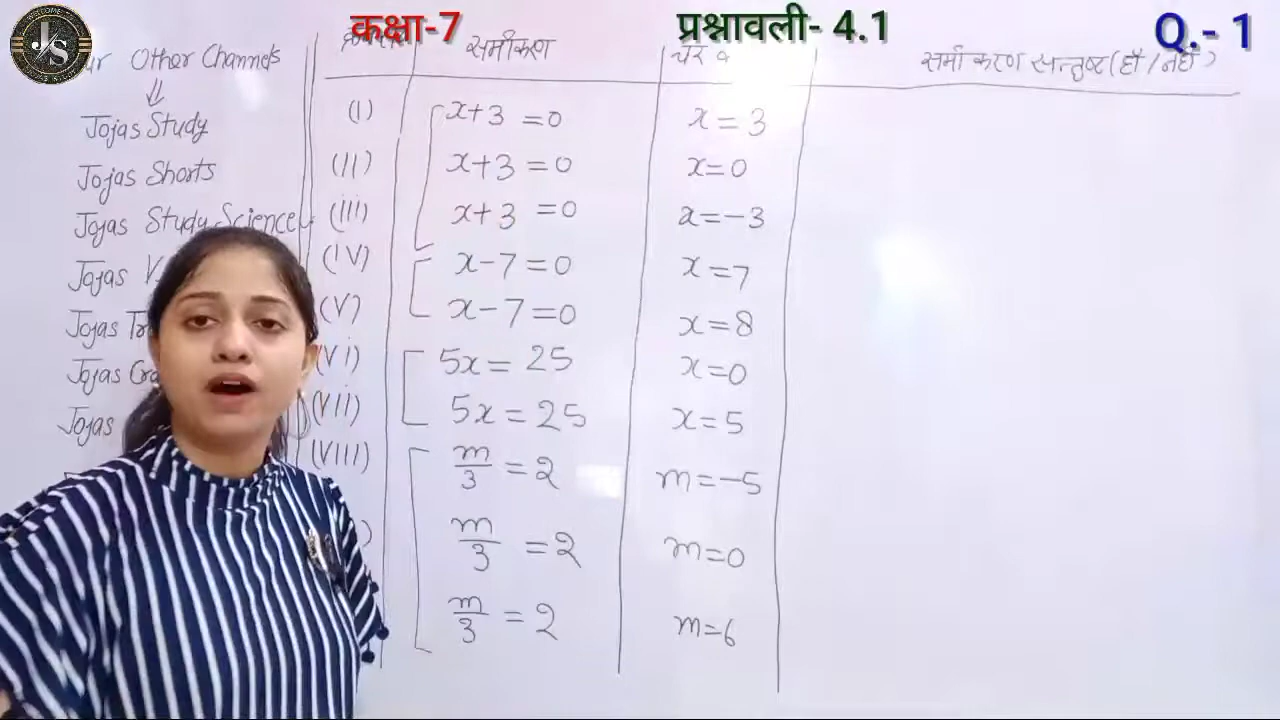 कक्षा-7
प्रश्नावली- 4.1
Q.- 1
JS
Other Channels
Jojas Study
Jojas Shorts
Jojas Study Science
Jojas
Jojas
Jojas
Jojas
समीकरण
समीकरण सन्तुष्ट (हाँ / नहीं)
(I) x+3 =0 x=3
(II) x+3=0 x=0
(iii) x+3 =0 x=-3
(IV) x-7=0 x=7
(V) x-7=0 x=8
(Vi) 5x=25 x=0
(Vii) 5x=25 x=5
(VIII) m/3 =2 m=-5
m/3 =2 m=0
m/3 =2 m=6